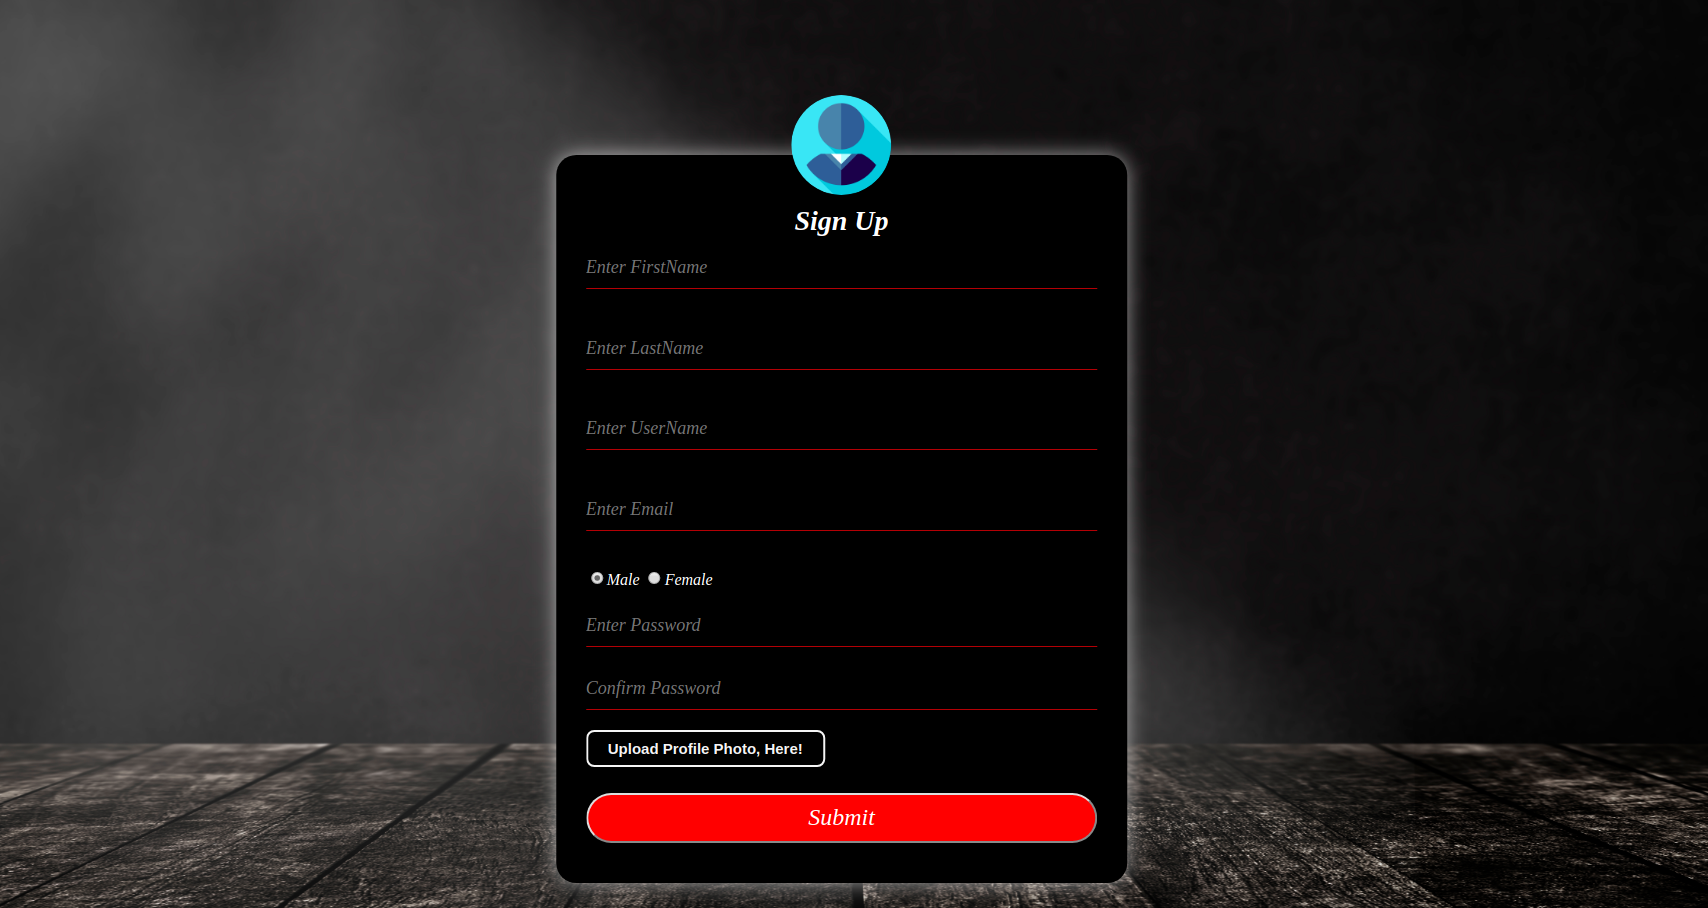 Sign Up
Enter FirstName
Enter LastName
Enter UserName
Enter Email
Male Female
Enter Password
Confirm Password
Upload Profile Photo, Here!
Submit